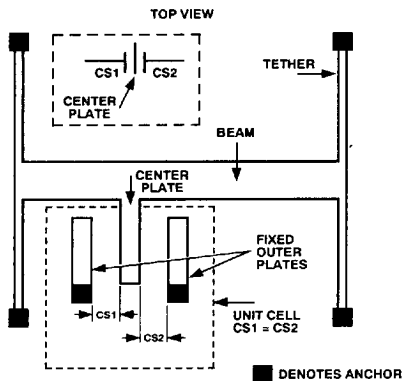 TOP VIEW
CS1 CS2
CENTER
PLATE
TETHER
BEAM
CENTER
PLATE
FIXED
OUTER
PLATES
CS1
CS2
UNIT CELL
CS1 = CS2
DENOTES ANCHOR